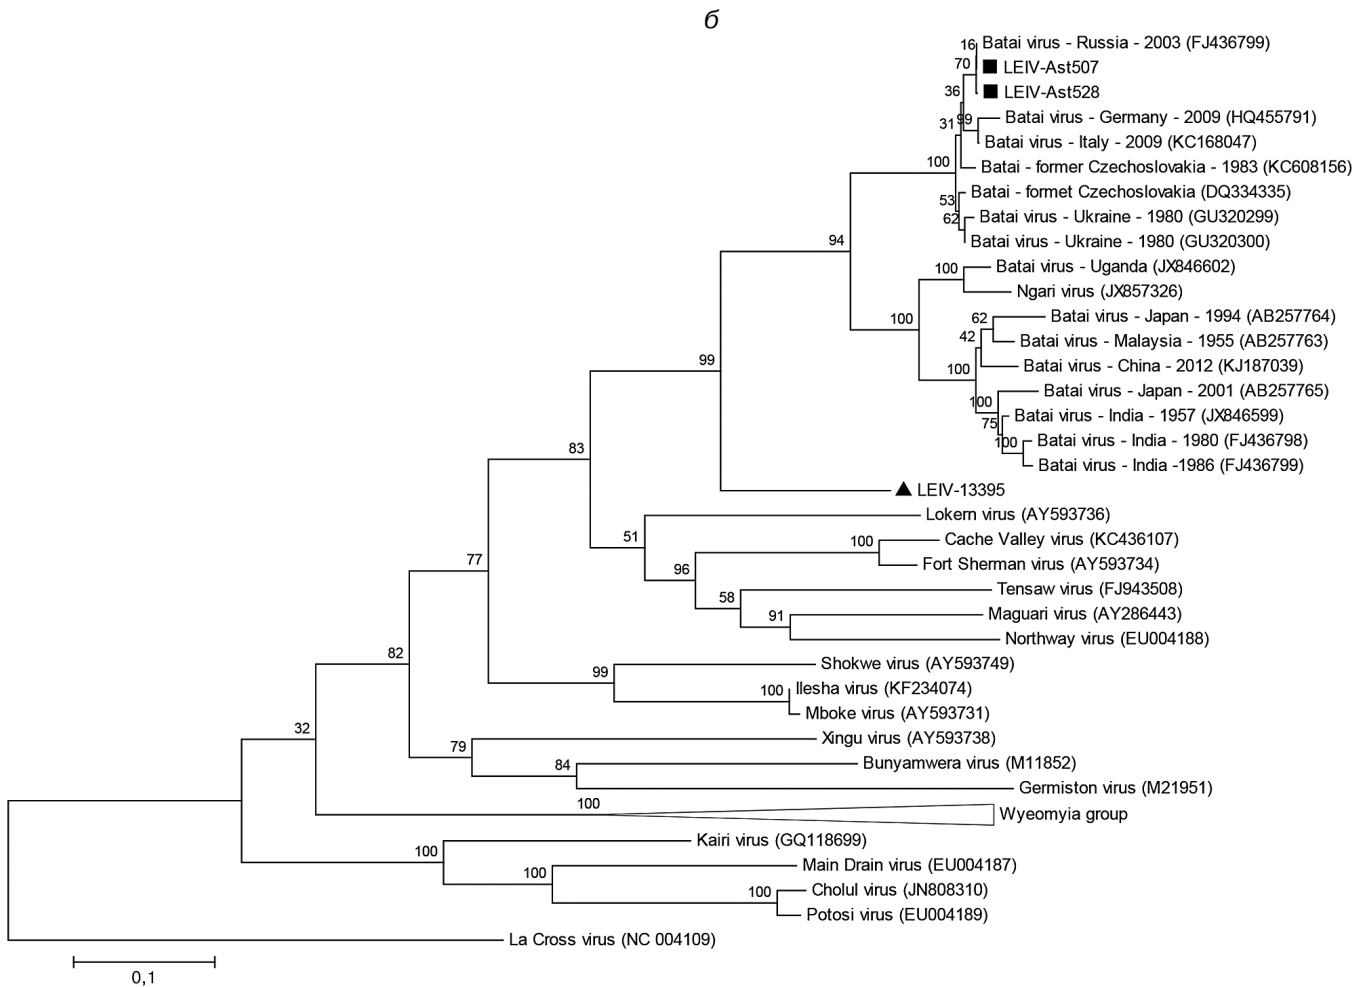 б
16 Batai virus - Russia - 2003 (FJ436799)
70 LEIV-Ast507
LEIV-Ast528
36
31 99 Batai virus - Germany - 2009 (HQ455791)
Batai virus - Italy - 2009 (KC168047)
100 Batai - former Czechoslovakia - 1983 (KC608156)
Batai - formet Czechoslovakia (DQ334335)
53
62 Batai virus - Ukraine - 1980 (GU320299)
94 Batai virus - Ukraine - 1980 (GU320300)
100 Batai virus - Uganda (JX846602)
Ngari virus (JX857326)
100 62 Batai virus - Japan - 1994 (AB257764)
42 Batai virus - Malaysia - 1955 (AB257763)
99 100 Batai virus - China - 2012 (KJ187039)
Batai virus - Japan - 2001 (AB257765)
100
75 Batai virus - India - 1957 (JX846599)
100 Batai virus - India - 1980 (FJ436798)
83 Batai virus - India -1986 (FJ436799)
LEIV-13395
Lokern virus (AY593736)
51 100 Cache Valley virus (KC436107)
77 96 Fort Sherman virus (AY593734)
58 Tensaw virus (FJ943508)
91 Maguari virus (AY286443)
Northway virus (EU004188)
82 99 Shokwe virus (AY593749)
100 Ilesha virus (KF234074)
Mboke virus (AY593731)
32 79 Xingu virus (AY593738)
84 Bunyamwera virus (M11852)
Germiston virus (M21951)
100 Wyeomyia group
100 Kairi virus (GQ118699)
100 Main Drain virus (EU004187)
100 Cholul virus (JN808310)
Potosi virus (EU004189)
La Cross virus (NC 004109)
0,1